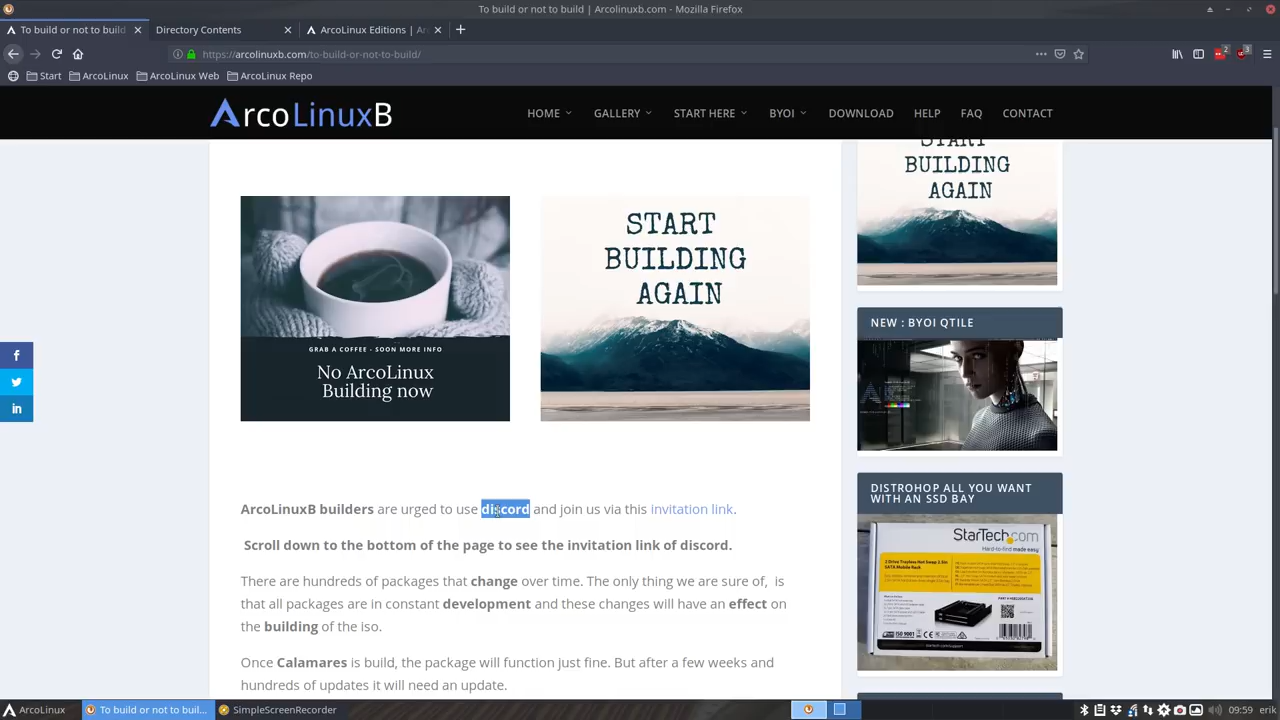 To build or not to build | Arcolinuxb.com - Mozilla Firefox
To build or not to build
Directory Contents
ArcoLinux Editions | Ar
https://arcolinuxb.com/to-build-or-not-to-build/
2
3
Start
ArcoLinux
ArcoLinux Web
ArcoLinux Repo
ArcoLinuxB
HOME
GALLERY
START HERE
BYOI
DOWNLOAD
HELP
FAQ
CONTACT
START
BUILDING
AGAIN
GRAB A COFFEE - SOON MORE INFO
No ArcoLinux
Building now
START
BUILDING
AGAIN
NEW : BYOI QTILE
DISTROHOP ALL YOU WANT
WITH AN SSD BAY
StarTech.com
Hard-to-find made easy
ISO 9001
ArcoLinuxB builders are urged to use discord and join us via this invitation link.
Scroll down to the bottom of the page to see the invitation link of discord.
There are hundreds of packages that change over time. The only thing we are sure of,  is
that all packages are in constant development and these changes will have an effect on
the building of the iso.
Once Calamares is build, the package will function just fine. But after a few weeks and
hundreds of updates it will need an update.
ArcoLinux
To build or not to buil...
SimpleScreenRecorder
09:59
erik